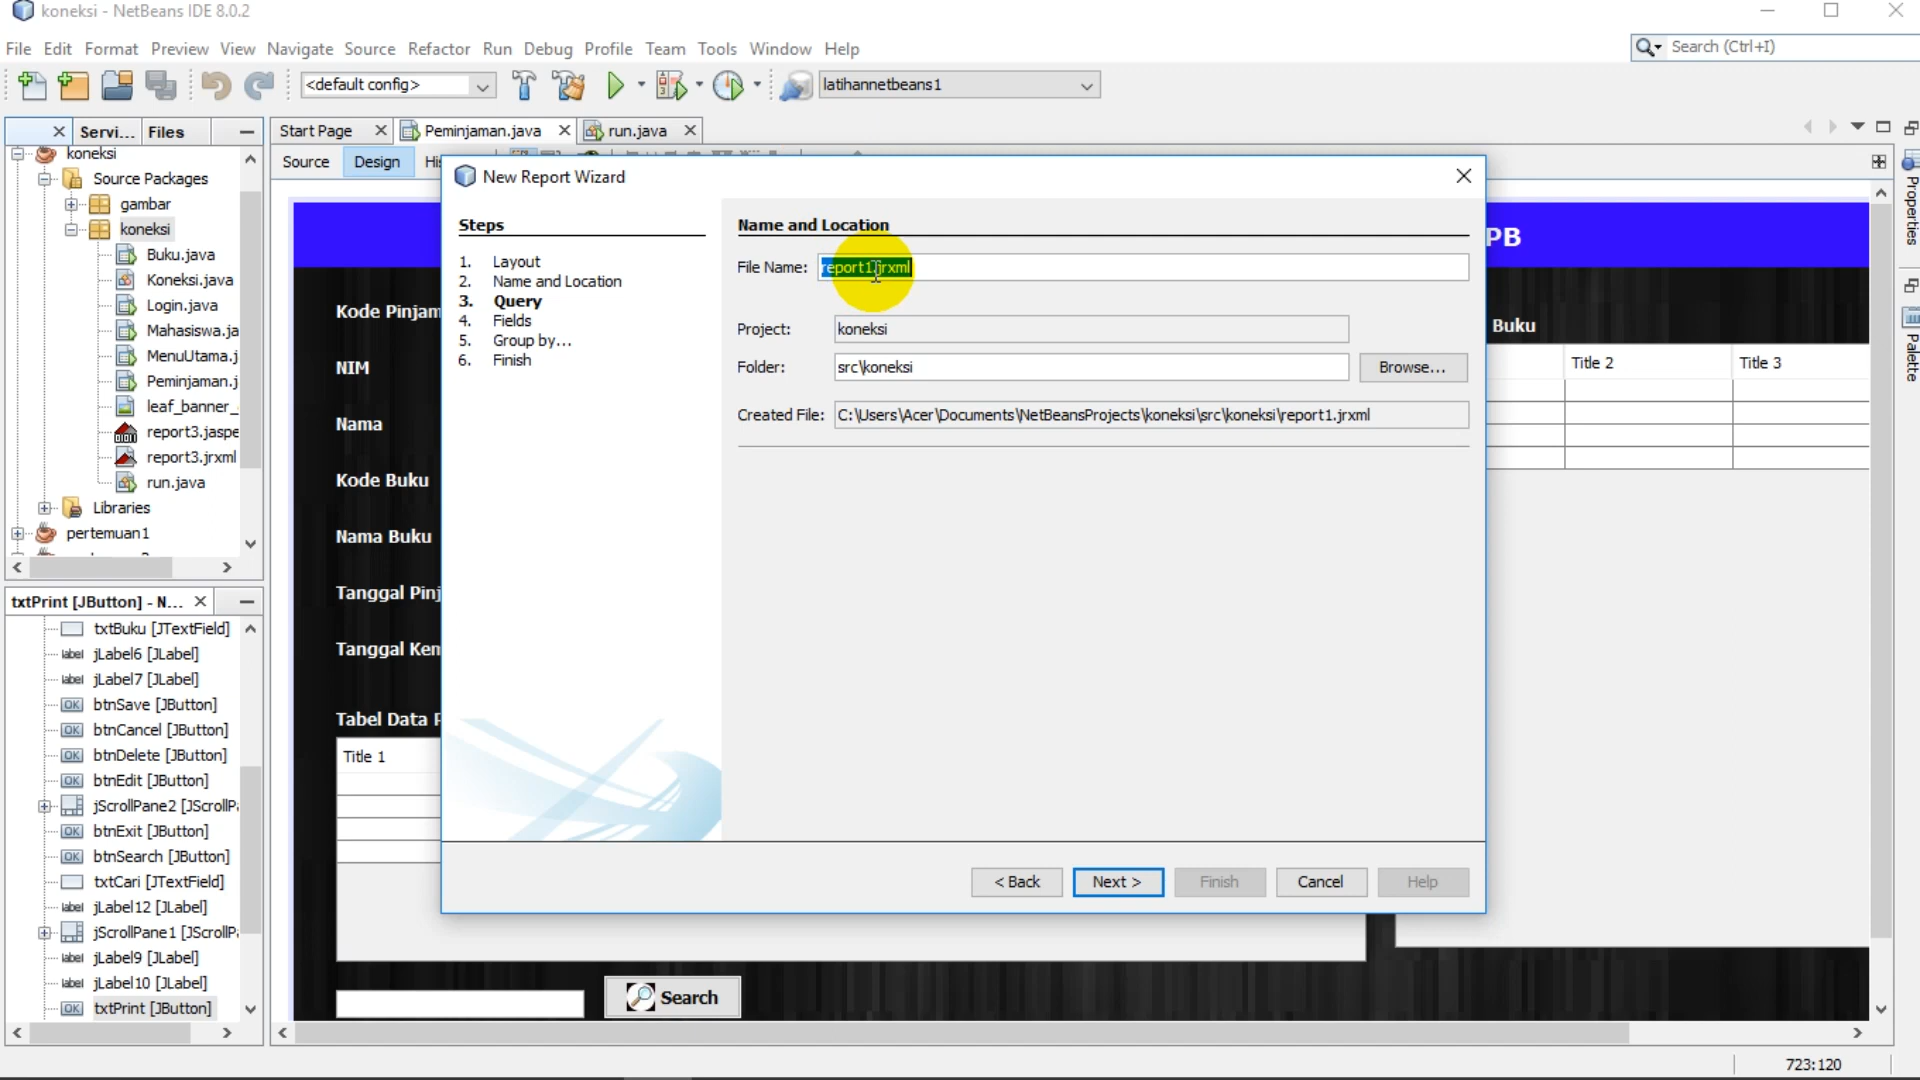 koneksi - NetBeans IDE 8.0.2
File Edit Format Preview View Navigate Source Refactor Run Debug Profile Team Tools Window Help
Search (Ctrl+I)
<default config>
latihannetbeans1
Servi...
Files
Start Page
Peminjaman.java
run.java
koneksi
Source Packages
gambar
koneksi
Buku.java
Koneksi.java
Login.java
Mahasiswa.ja
MenuUtama.j
Peminjaman.j
leaf_banner_
report3.jaspe
report3.jrxml
run.java
Libraries
pertemuan1
txtPrint [JButton] - N...
txtBuku [JTextField]
jLabel6 [JLabel]
jLabel7 [JLabel]
btnSave [JButton]
btnCancel [JButton]
btnDelete [JButton]
btnEdit [JButton]
jScrollPane2 [JScrollP
btnExit [JButton]
btnSearch [JButton]
txtCari [JTextField]
jLabel12 [JLabel]
jScrollPane1 [JScrollP
jLabel9 [JLabel]
jLabel10 [JLabel]
txtPrint [JButton]
Source
Design
Hi
PB
Kode Pinjam
NIM
Nama
Kode Buku
Nama Buku
Tanggal Pinj
Tanggal Kem
Tabel Data P
Title 1
Search
Buku
Title 2
Title 3
Properties
Palette
New Report Wizard
Steps
1. Layout
2. Name and Location
3. Query
4. Fields
5. Group by...
6. Finish
Name and Location
File Name: report1.jrxml
Project: koneksi
Folder: src\koneksi
Browse...
Created File: C:\Users\Acer\Documents\NetBeansProjects\koneksi\src\koneksi\report1.jrxml
< Back
Next >
Finish
Cancel
Help
723:120